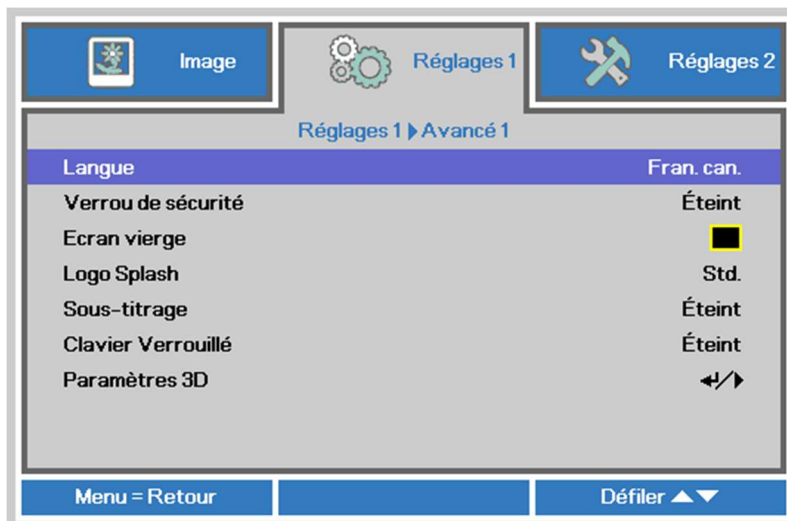 Image
Réglages 1
Réglages 2
Réglages 1 ▶ Avancé 1
Langue Fran. can.
Verrou de sécurité Éteint
Ecran vierge
Logo Splash Std.
Sous-titrage Éteint
Clavier Verrouillé Éteint
Paramètres 3D ↵/▶
Menu = Retour
Défiler ▲▼